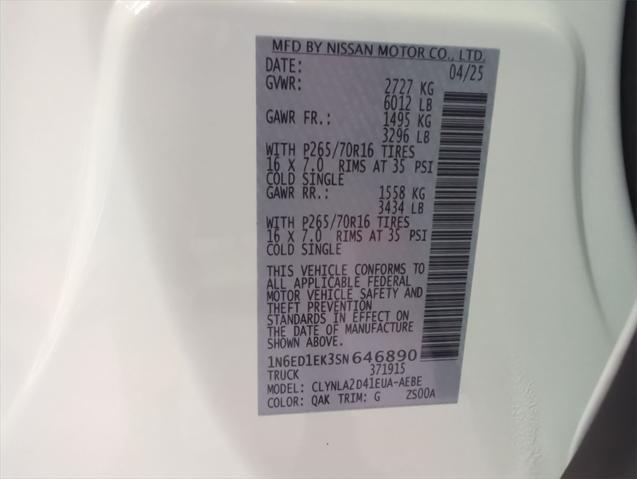 MFD BY NISSAN MOTOR CO., LTD.
DATE: 04/25
GVWR: 2727 KG
6012 LB
GAWR FR.: 1495 KG
3296 LB
WITH P265/70R16 TIRES
16 X 7.0 RIMS AT 35 PSI
COLD SINGLE
GAWR RR.: 1558 KG
3434 LB
WITH P265/70R16 TIRES
16 X 7.0 RIMS AT 35 PSI
COLD SINGLE
THIS VEHICLE CONFORMS TO
ALL APPLICABLE FEDERAL
MOTOR VEHICLE SAFETY AND
THEFT PREVENTION
STANDARDS IN EFFECT ON
THE DATE OF MANUFACTURE
SHOWN ABOVE.
1N6ED1EK3SN646890
TRUCK 371915
MODEL: CLYNLA2D41EUA-AEBE
COLOR: QAK TRIM: G ZS00A